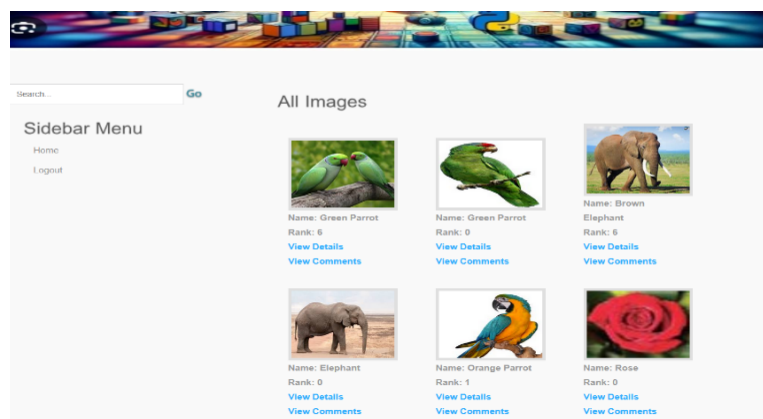 Search...
Go
Sidebar Menu
Home
Logout
All Images
Name: Green Parrot
Rank: 6
View Details
View Comments
Name: Green Parrot
Rank: 0
View Details
View Comments
Name: Brown
Elephant
Rank: 6
View Details
View Comments
Name: Elephant
Rank: 0
View Details
View Comments
Name: Orange Parrot
Rank: 1
View Details
View Comments
Name: Rose
Rank: 0
View Details
View Comments